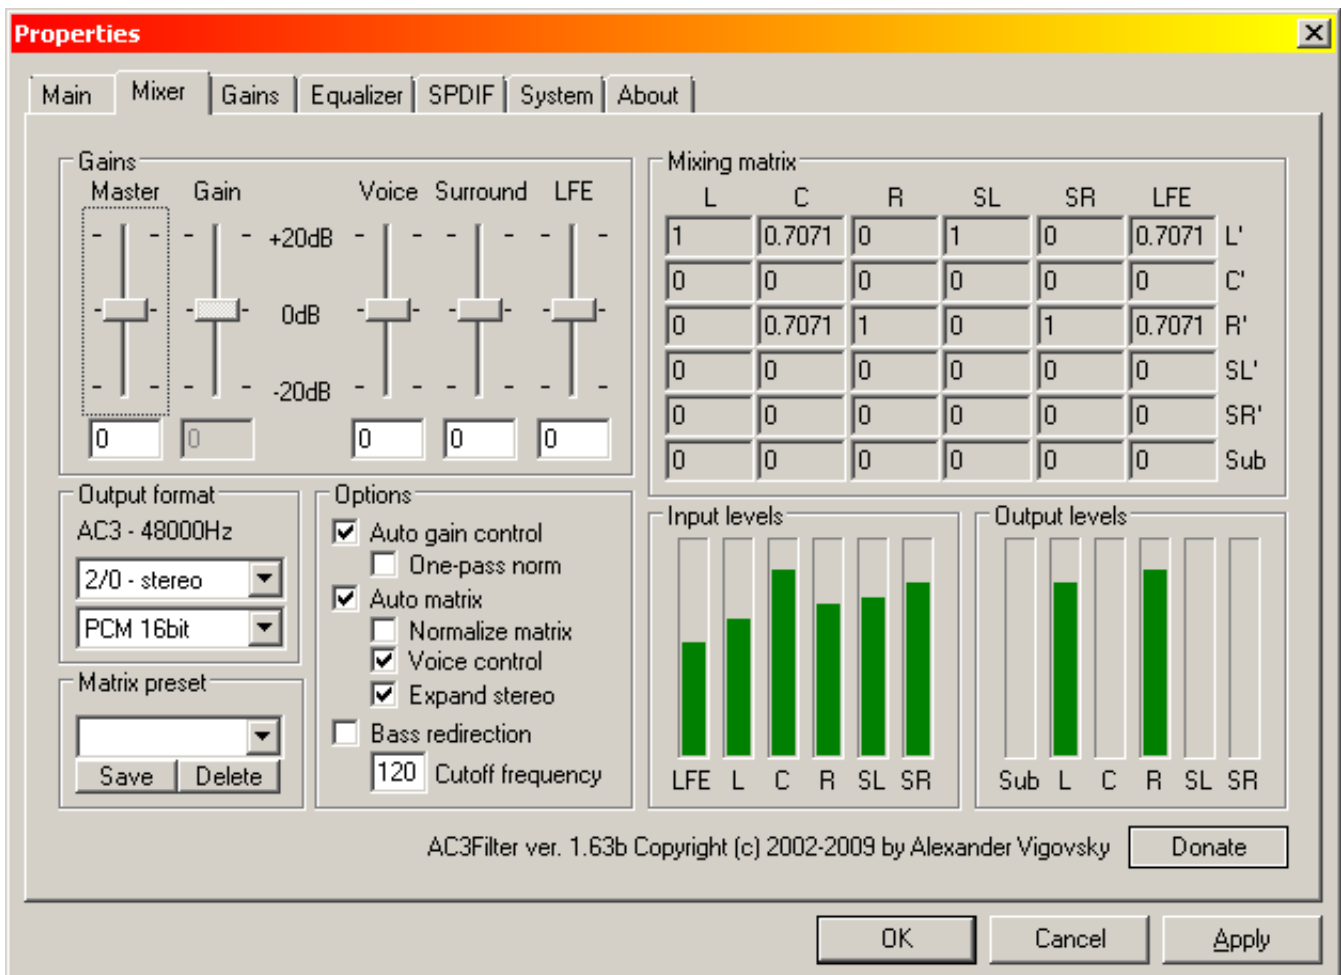 Properties
Main Mixer Gains Equalizer SPDIF System About
Gains
Master Gain Voice Surround LFE
+20dB
0dB
-20dB
0 0 0 0 0
Mixing matrix
L C R SL SR LFE
1 0.7071 0 1 0 0.7071 L'
0 0 0 0 0 0 C'
0 0.7071 1 0 1 0.7071 R'
0 0 0 0 0 0 SL'
0 0 0 0 0 0 SR'
0 0 0 0 0 0 Sub
Output format
AC3 - 48000Hz
2/0 - stereo
PCM 16bit
Matrix preset
Save Delete
Options
Auto gain control
One-pass norm
Auto matrix
Normalize matrix
Voice control
Expand stereo
Bass redirection
120 Cutoff frequency
Input levels
LFE L C R SL SR
Output levels
Sub L C R SL SR
AC3Filter ver. 1.63b Copyright (c) 2002-2009 by Alexander Vigovsky Donate
OK Cancel Apply